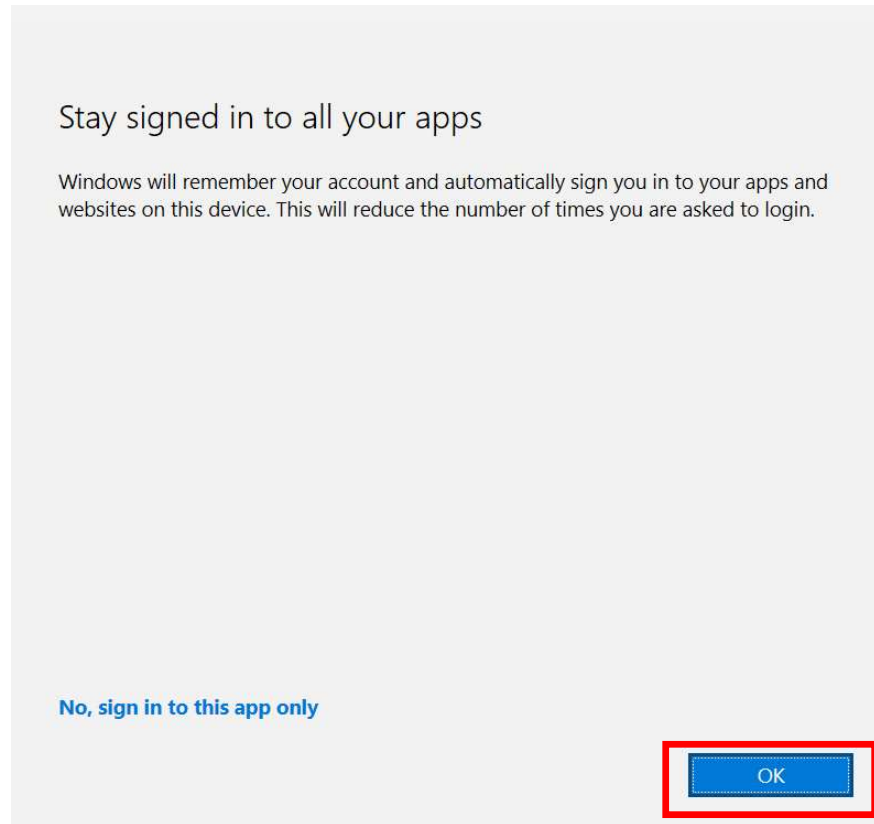 Stay signed in to all your apps
Windows will remember your account and automatically sign you in to your apps and
websites on this device. This will reduce the number of times you are asked to login.
No, sign in to this app only
OK